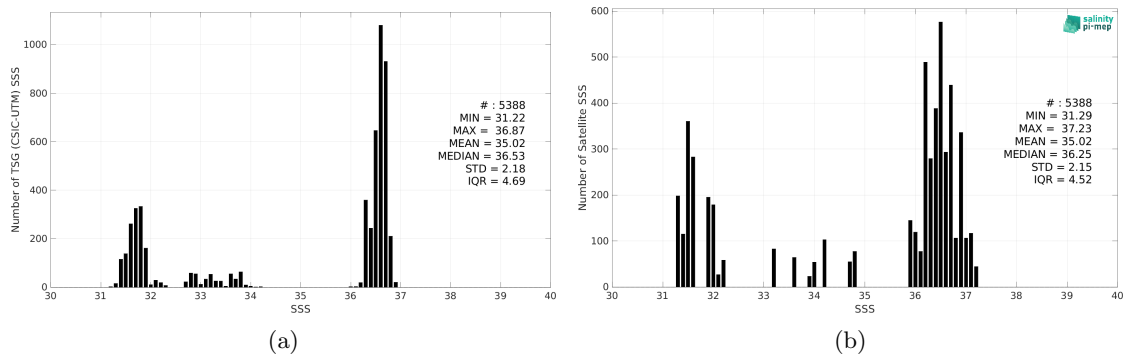 Number of TSG (CSIC-UTM) SSS
1000
800
600
400
200
0
# : 5388
MIN = 31.22
MAX = 36.87
MEAN = 35.02
MEDIAN = 36.53
STD = 2.18
IQR = 4.69
30 31 32 33 34 35 36 37 38 39 40
SSS
(a)
salinity
pi-mep
Number of Satellite SSS
600
500
400
300
200
100
0
# : 5388
MIN = 31.29
MAX = 37.23
MEAN = 35.02
MEDIAN = 36.25
STD = 2.15
IQR = 4.52
30 31 32 33 34 35 36 37 38 39 40
SSS
(b)